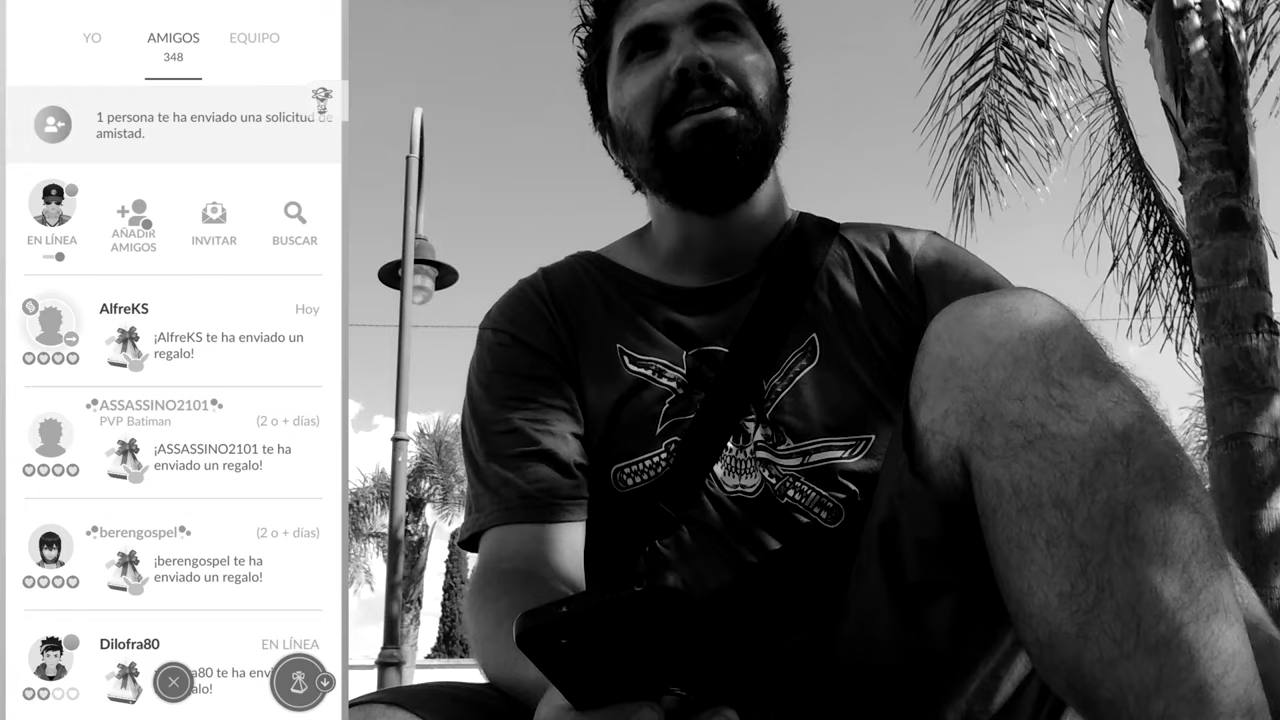 YO
AMIGOS
EQUIPO
348
1 persona te ha enviado una solicitud de
amistad.
EN LÍNEA
AÑADIR
AMIGOS
INVITAR
BUSCAR
AlfreKS
Hoy
¡AlfreKS te ha enviado un
regalo!
ASSASSINO2101
PVP Batiman
(2 o + días)
¡ASSASSINO2101 te ha
enviado un regalo!
berengospel
(2 o + días)
¡berengospel te ha
enviado un regalo!
Dilofra80
EN LÍNEA